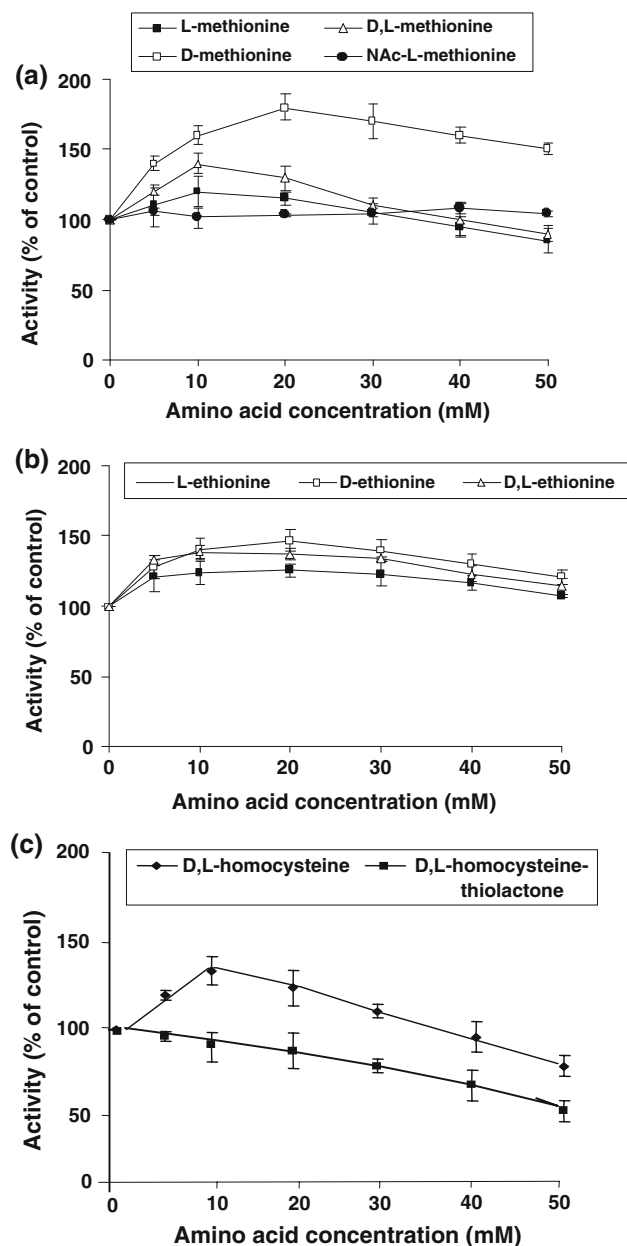 L-methionine D,L-methionine
D-methionine NAc-L-methionine
(a)
200
150
100
50
0
Activity (% of control)
0 10 20 30 40 50
Amino acid concentration (mM)
(b)
L-ethionine D-ethionine D,L-ethionine
200
150
100
50
0
Activity (% of control)
0 10 20 30 40 50
Amino acid concentration (mM)
(c)
D,L-homocysteine D,L-homocysteine-
thiolactone
200
150
100
50
0
Activity (% of control)
0 10 20 30 40 50
Amino acid concentration (mM)